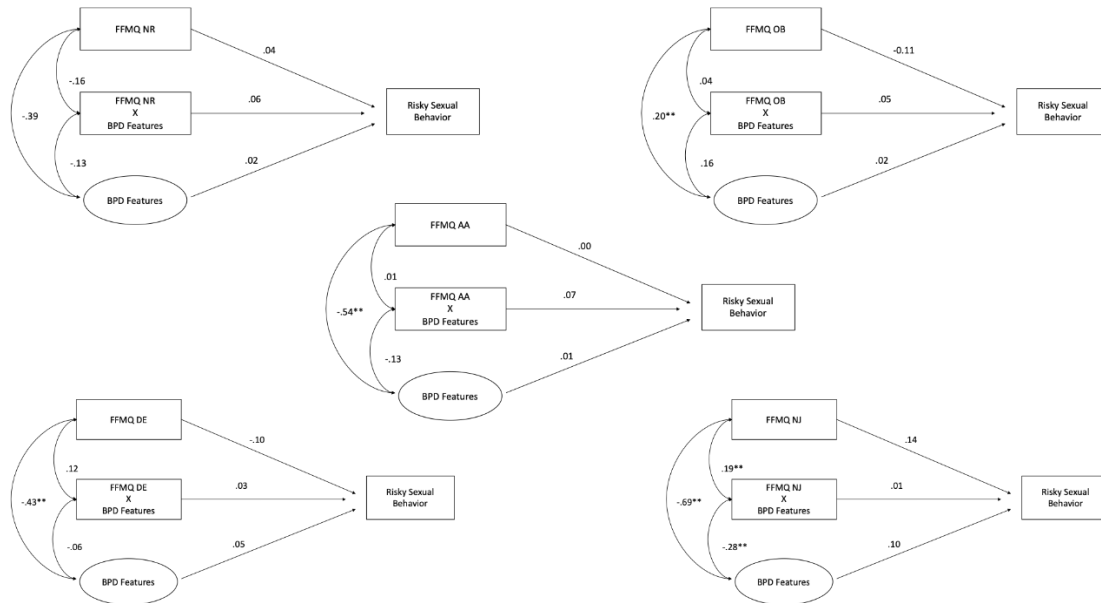 FFMQ NR
.04
-.16
FFMQ NR
X
BPD Features
.06
Risky Sexual
Behavior
-.39
-.13
.02
BPD Features
FFMQ OB
-0.11
.04
FFMQ OB
X
BPD Features
.05
Risky Sexual
Behavior
.20**
.16
.02
BPD Features
FFMQ AA
.00
.01
FFMQ AA
X
BPD Features
.07
Risky Sexual
Behavior
-.54**
-.13
.01
BPD Features
FFMQ DE
-.10
.12
FFMQ DE
X
BPD Features
.03
Risky Sexual
Behavior
-.43**
-.06
.05
BPD Features
FFMQ NJ
.14
.19**
FFMQ NJ
X
BPD Features
.01
Risky Sexual
Behavior
-.69**
-.28**
.10
BPD Features